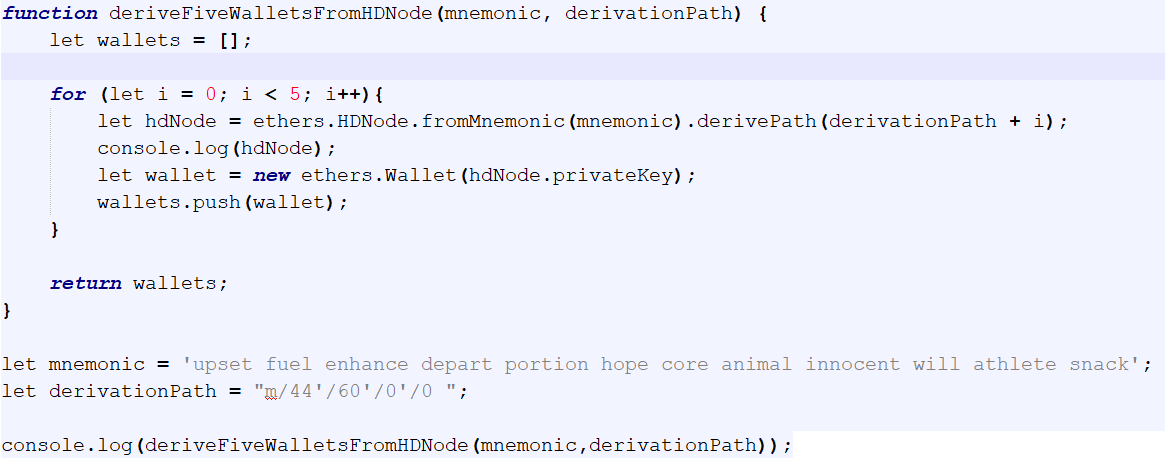 function deriveFiveWalletsFromHDNode(mnemonic, derivationPath) {
    let wallets = [];

    for (let i = 0; i < 5; i++){
        let hdNode = ethers.HDNode.fromMnemonic(mnemonic).derivePath(derivationPath + i);
        console.log(hdNode);
        let wallet = new ethers.Wallet(hdNode.privateKey);
        wallets.push(wallet);
    }

    return wallets;
}

let mnemonic = 'upset fuel enhance depart portion hope core animal innocent will athlete snack';
let derivationPath = "m/44'/60'/0'/0 ";

console.log(deriveFiveWalletsFromHDNode(mnemonic,derivationPath));